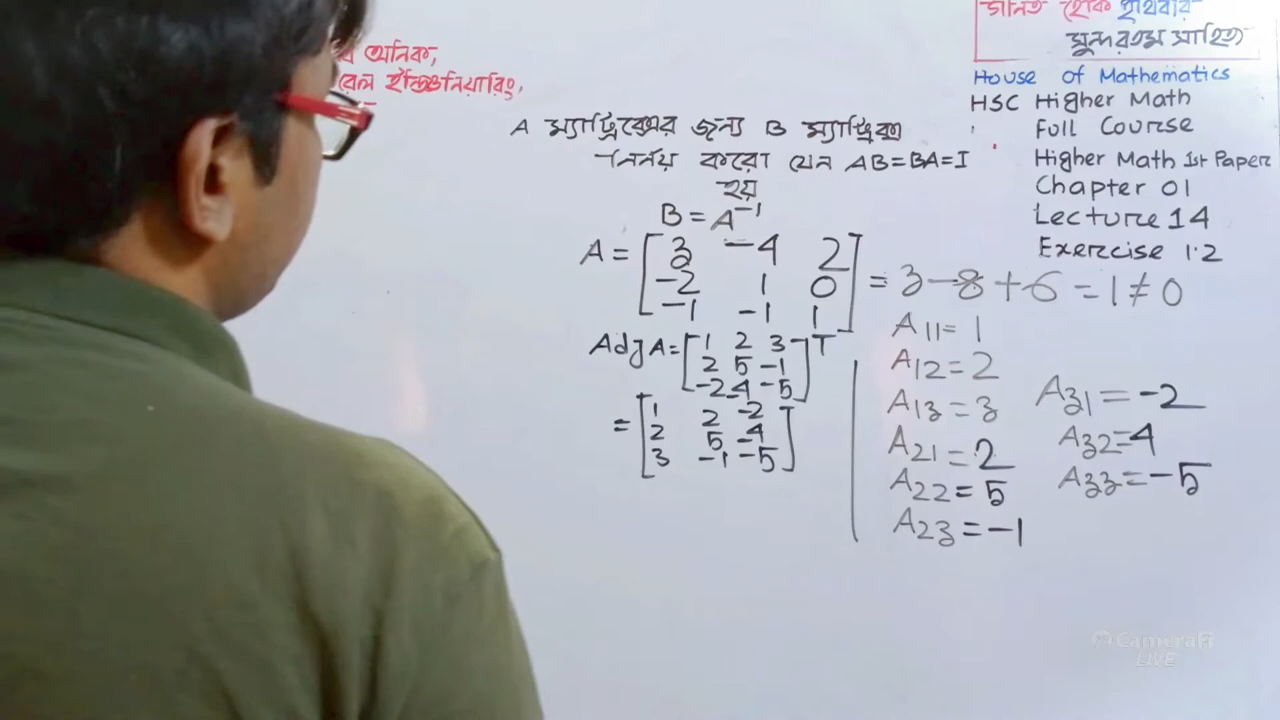 গনিত হোক পৃথিবীর
সুন্দরতম সাহিত্য
অনিক,
ইন্জিনিয়ারিং,
House of Mathematics
HSC Higher Math
Full Course
Higher Math 1st Paper
Chapter 01
Lecture 14
Exercise 1.2
A ম্যাট্রিক্সের জন্য B ম্যাট্রিক্স
নির্নয় করো যেন AB=BA=I
হয়
B = A⁻¹
A = [3 -4 2
-2 1 0
-1 -1 1] = 3-8+6 = 1 ≠ 0
AdjA=[1 2 3
2 5 -1
-2 -4 -5]T
= [1 2 -2
2 5 -4
3 -1 -5]
A11= 1
A12=2
A13=3
A21=2
A22=5
A23=-1
A31=-2
A32=4
A33=-5
CameraFi
LIVE